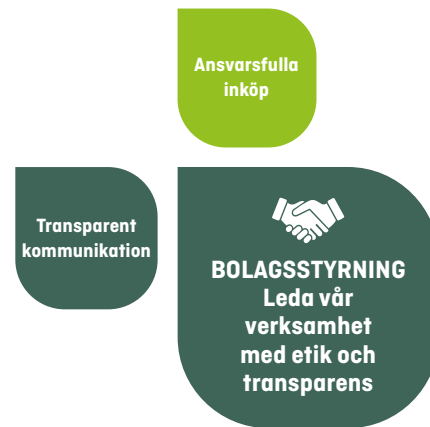 Ansvarsfulla
inköp
Transparent
kommunikation
BOLAGSSTYRNING
Leda vår
verksamhet
med etik och
transparens